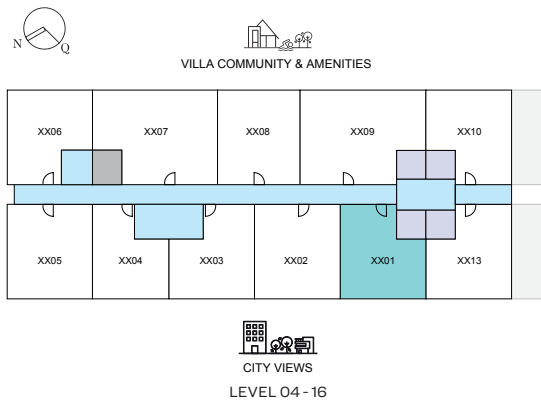 N
Q
VILLA COMMUNITY & AMENITIES
XX06 XX07 XX08 XX09 XX10
XX05 XX04 XX03 XX02 XX01 XX13
CITY VIEWS
LEVEL 04 - 16